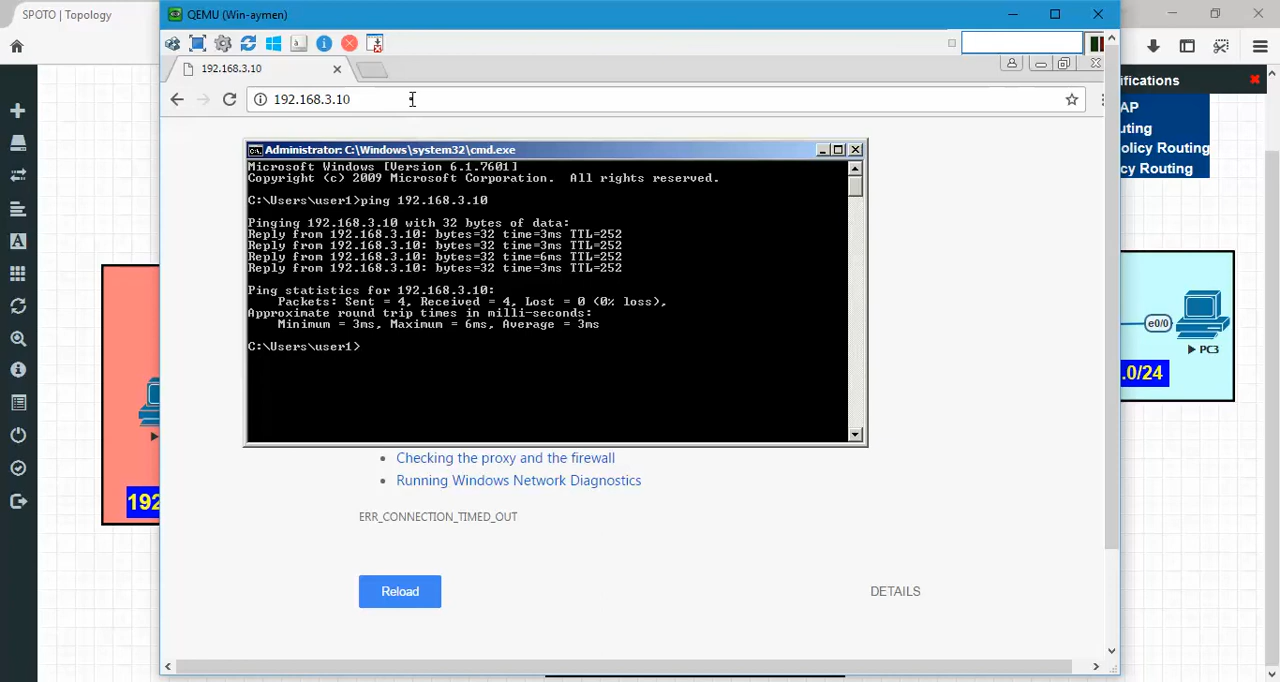 SPOTO | Topology
QEMU (Win-aymen)
192.168.3.10
192.168.3.10
ifications
AP
uting
olicy Routing
cy Routing
Administrator: C:\Windows\system32\cmd.exe
Microsoft Windows [Version 6.1.7601]
Copyright (c) 2009 Microsoft Corporation.  All rights reserved.
C:\Users\user1>ping 192.168.3.10
Pinging 192.168.3.10 with 32 bytes of data:
Reply from 192.168.3.10: bytes=32 time=3ms TTL=252
Reply from 192.168.3.10: bytes=32 time=3ms TTL=252
Reply from 192.168.3.10: bytes=32 time=6ms TTL=252
Reply from 192.168.3.10: bytes=32 time=3ms TTL=252
Ping statistics for 192.168.3.10:
Packets: Sent = 4, Received = 4, Lost = 0 (0% loss),
Approximate round trip times in milli-seconds:
Minimum = 3ms, Maximum = 6ms, Average = 3ms
C:\Users\user1>
e0/0
PC3
.0/24
192
Checking the proxy and the firewall
Running Windows Network Diagnostics
ERR_CONNECTION_TIMED_OUT
Reload
DETAILS